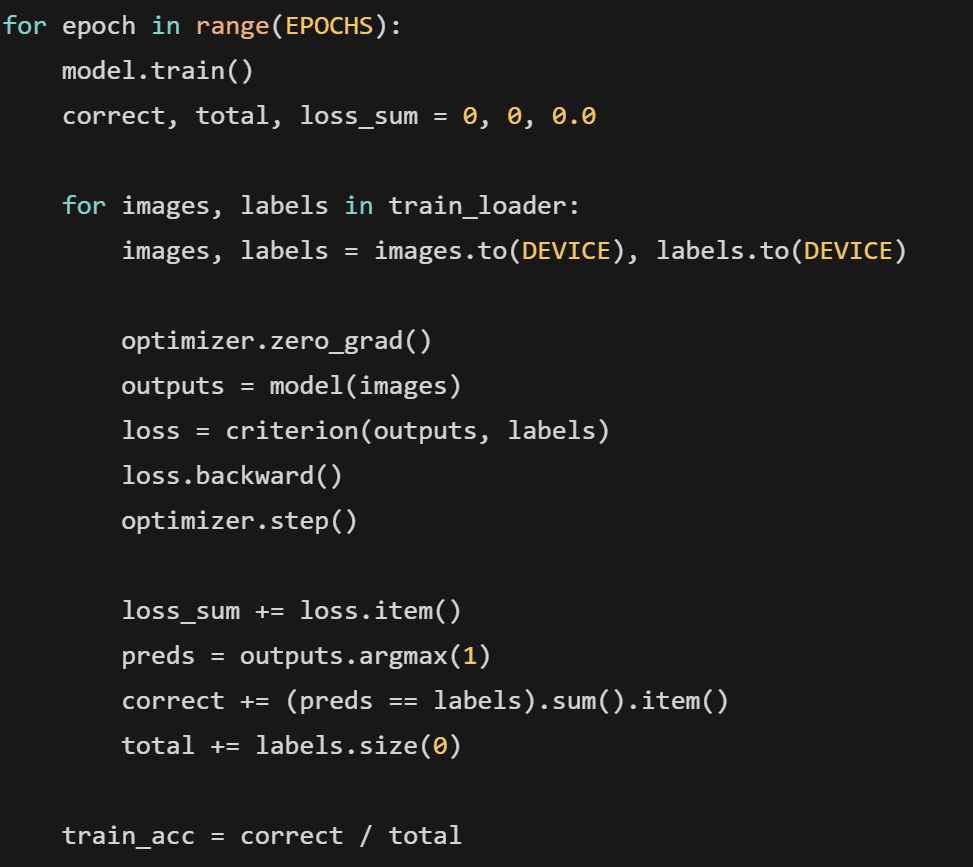 for epoch in range(EPOCHS):
    model.train()
    correct, total, loss_sum = 0, 0, 0.0

    for images, labels in train_loader:
        images, labels = images.to(DEVICE), labels.to(DEVICE)

        optimizer.zero_grad()
        outputs = model(images)
        loss = criterion(outputs, labels)
        loss.backward()
        optimizer.step()

        loss_sum += loss.item()
        preds = outputs.argmax(1)
        correct += (preds == labels).sum().item()
        total += labels.size(0)

    train_acc = correct / total